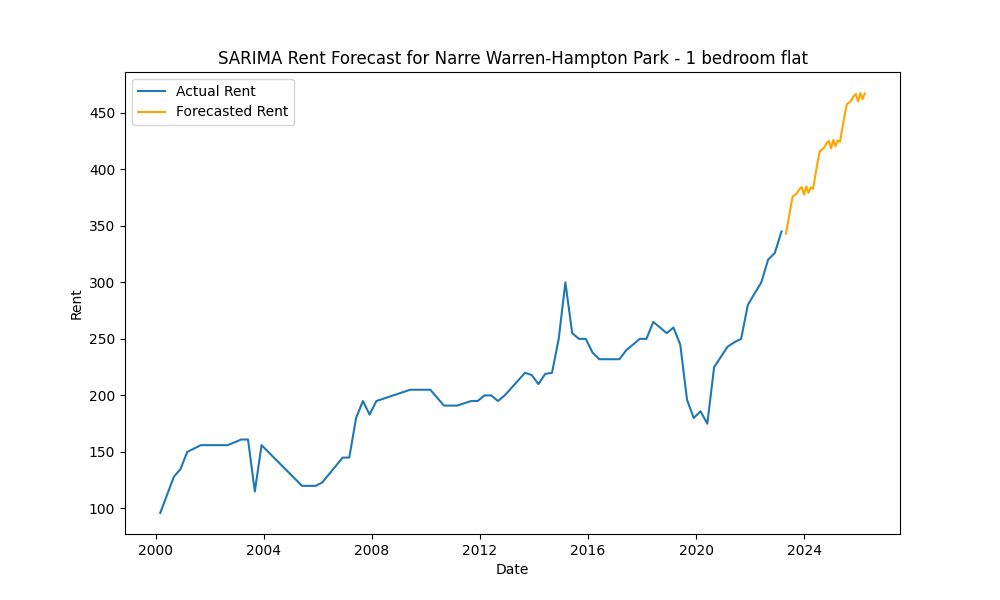 SARIMA Rent Forecast for Narre Warren-Hampton Park - 1 bedroom flat
Actual Rent
Forecasted Rent
450
400
350
300
250
200
150
100
Rent
2000 2004 2008 2012 2016 2020 2024
Date